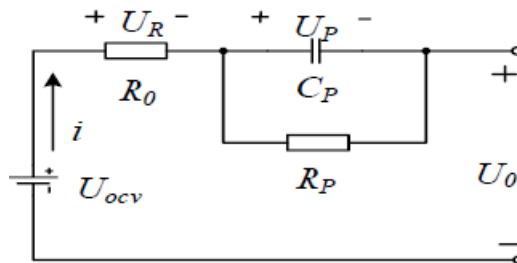 + U_R - + U_P -
R_0 C_P
+
i
R_P
+ U_ocv U_0
-
-